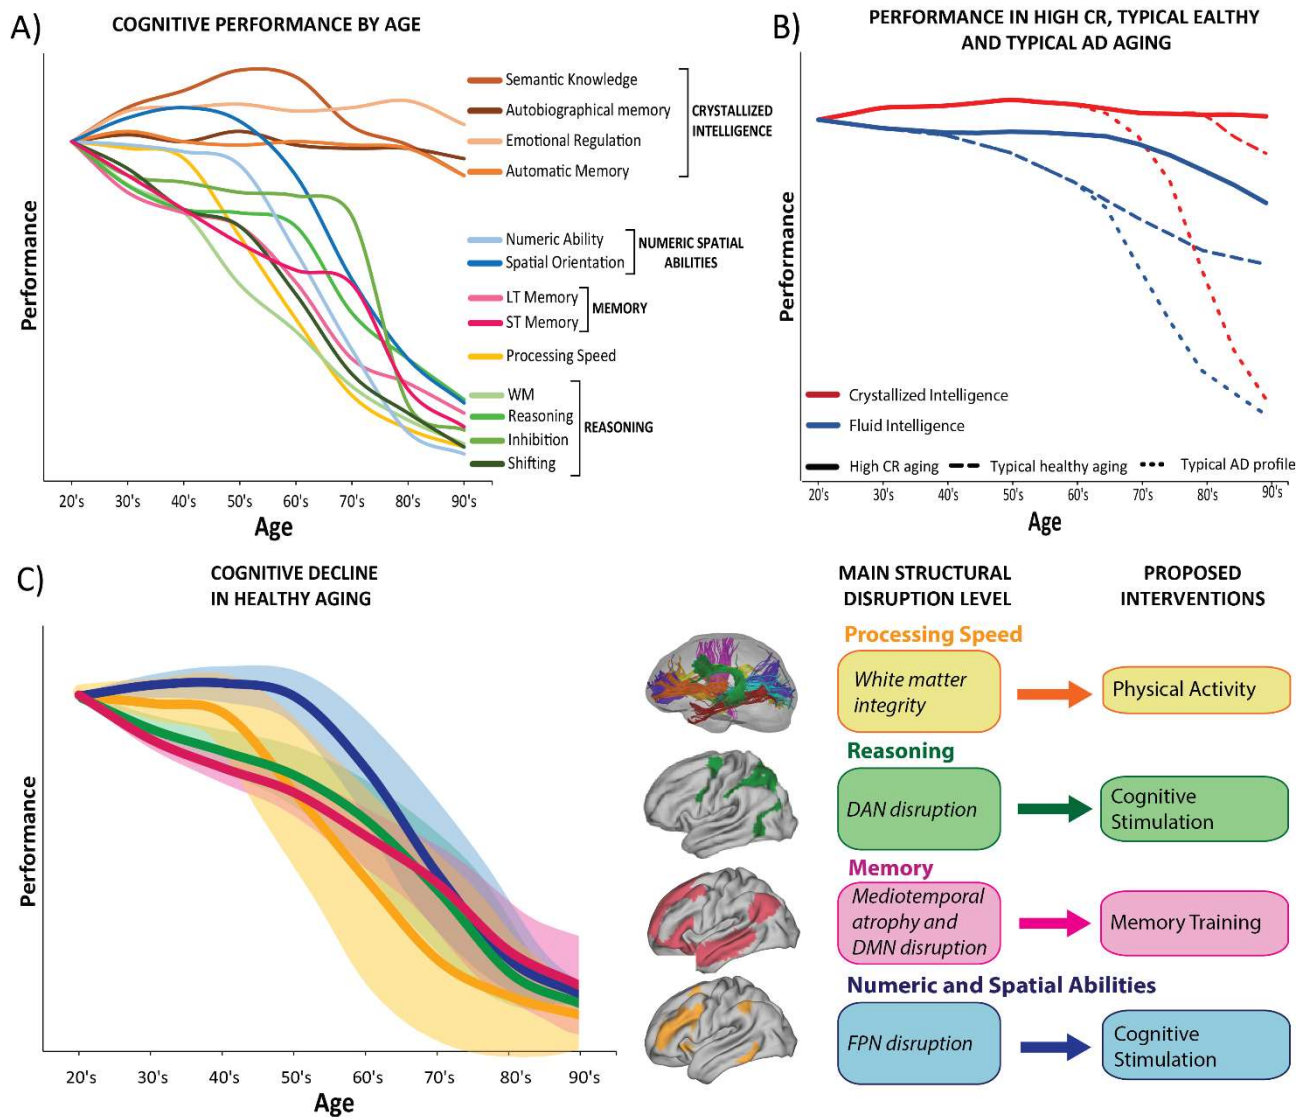 A)
COGNITIVE PERFORMANCE BY AGE
Performance
Semantic Knowledge
Autobiographical memory
Emotional Regulation
Automatic Memory
CRYSTALLIZED
INTELLIGENCE
Numeric Ability
Spatial Orientation
NUMERIC SPATIAL
ABILITIES
LT Memory
ST Memory
MEMORY
Processing Speed
WM
Reasoning
Inhibition
Shifting
REASONING
20's 30's 40's 50's 60's 70's 80's 90's
Age
B)
PERFORMANCE IN HIGH CR, TYPICAL EALTHY
AND TYPICAL AD AGING
Performance
Crystallized Intelligence
Fluid Intelligence
High CR aging Typical healthy aging Typical AD profile
20's 30's 40's 50's 60's 70's 80's 90's
Age
C)
COGNITIVE DECLINE
IN HEALTHY AGING
Performance
20's 30's 40's 50's 60's 70's 80's 90's
Age
MAIN STRUCTURAL
DISRUPTION LEVEL
PROPOSED
INTERVENTIONS
Processing Speed
White matter
integrity
Physical Activity
Reasoning
DAN disruption
Cognitive
Stimulation
Memory
Mediotemporal
atrophy and
DMN disruption
Memory Training
Numeric and Spatial Abilities
FPN disruption
Cognitive
Stimulation